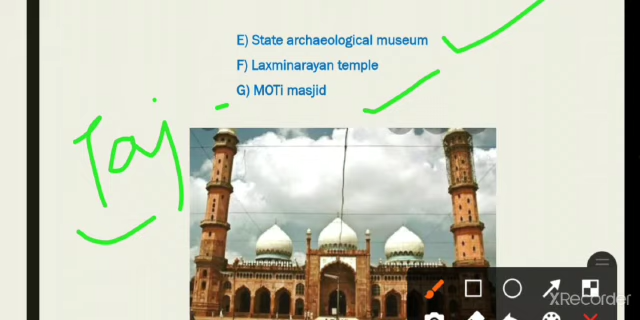 E) State archaeological museum
F) Laxminarayan temple
G) MOTi masjid
Taj
XRecorder